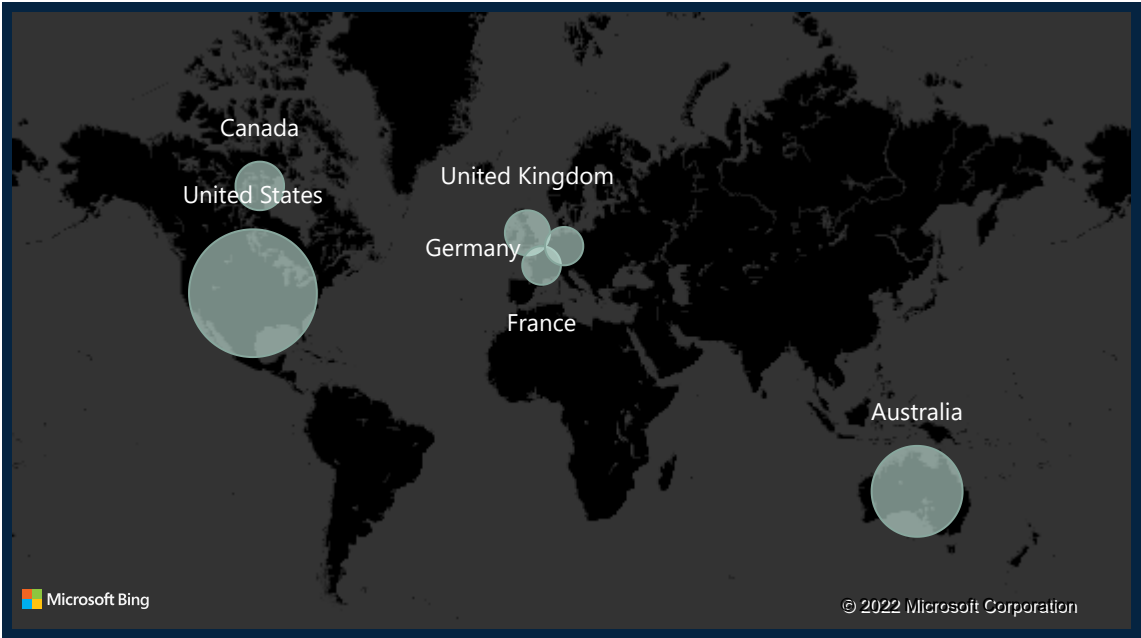 Canada
United States
United Kingdom
Germany
France
Australia
Microsoft Bing
© 2022 Microsoft Corporation